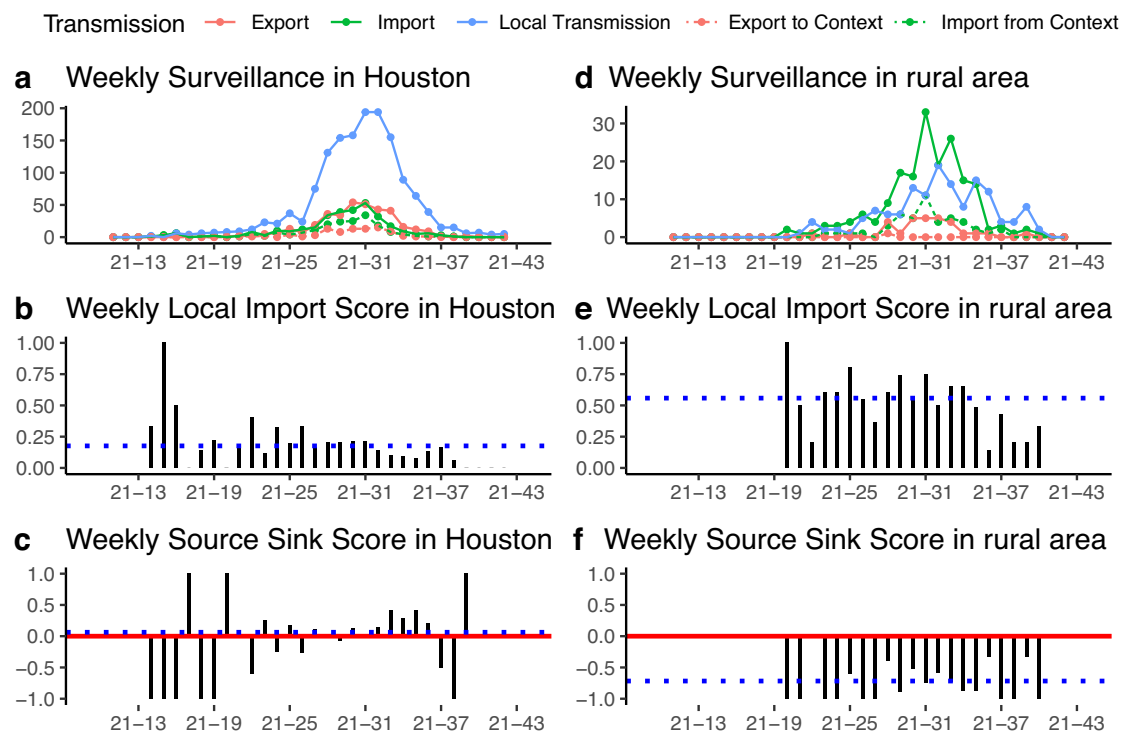 Transmission Export Import Local Transmission Export to Context Import from Context
a Weekly Surveillance in Houston
200
150
100
50
0
21−13 21−19 21−25 21−31 21−37 21−43
d Weekly Surveillance in rural area
30
20
10
0
21−13 21−19 21−25 21−31 21−37 21−43
b Weekly Local Import Score in Houston
1.00
0.75
0.50
0.25
0.00
21−13 21−19 21−25 21−31 21−37 21−43
e Weekly Local Import Score in rural area
1.00
0.75
0.50
0.25
0.00
21−13 21−19 21−25 21−31 21−37 21−43
c Weekly Source Sink Score in Houston
1.0
0.5
0.0
−0.5
−1.0
21−13 21−19 21−25 21−31 21−37 21−43
f Weekly Source Sink Score in rural area
1.0
0.5
0.0
−0.5
−1.0
21−13 21−19 21−25 21−31 21−37 21−43